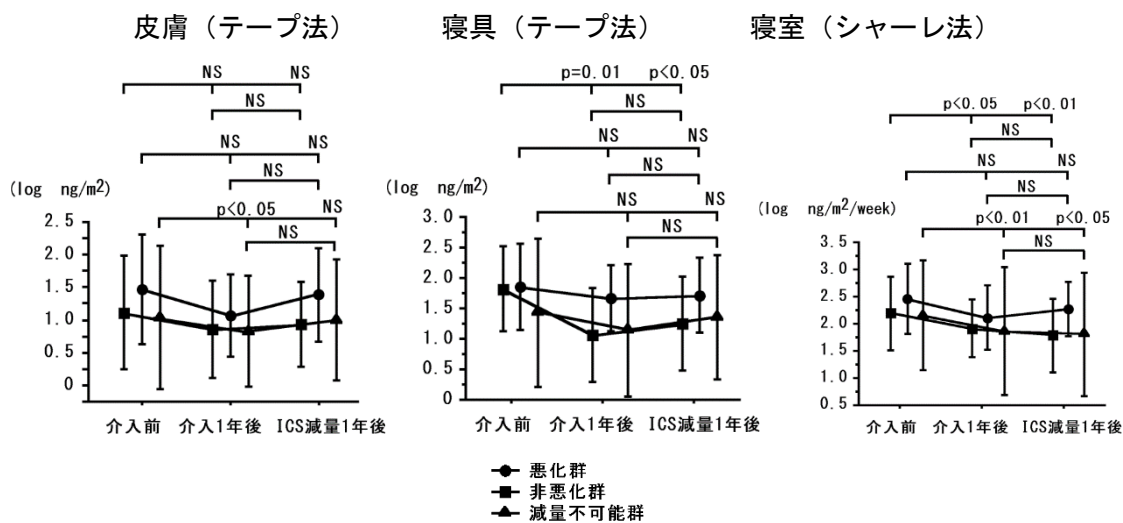 皮膚（テープ法）
NS
NS
NS
NS
NS
NS
(log ng/m2)
p<0.05
NS
NS
2.5
2.0
1.5
1.0
0.5
0
介入前
介入1年後
ICS減量1年後
寝具（テープ法）
p=0.01
p<0.05
NS
NS
NS
NS
(log ng/m2)
NS
NS
NS
3.0
2.5
2.0
1.5
1.0
0.5
0
介入前
介入1年後
ICS減量1年後
寝室（シャーレ法）
p<0.05
p<0.01
NS
NS
NS
NS
(log ng/m2/week)
p<0.01
p<0.05
NS
3.5
3.0
2.5
2.0
1.5
1.0
0.5
介入前
介入1年後
ICS減量1年後
悪化群
非悪化群
減量不可能群